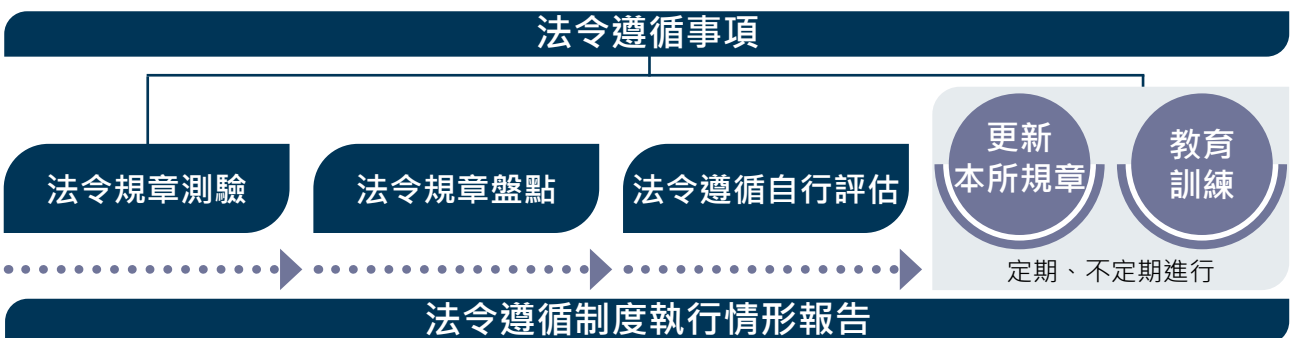 法令遵循事項
法令規章測驗
法令規章盤點
法令遵循自行評估
更新
本所規章
教育
訓練
定期、不定期進行
法令遵循制度執行情形報告